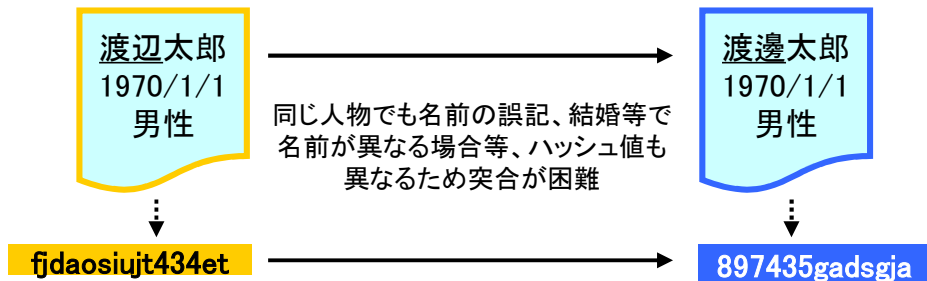 渡辺太郎
1970/1/1
男性
同じ人物でも名前の誤記、結婚等で
名前が異なる場合等、ハッシュ値も
異なるため突合が困難
渡邊太郎
1970/1/1
男性
fjdaosiujt434et
897435gadsgja